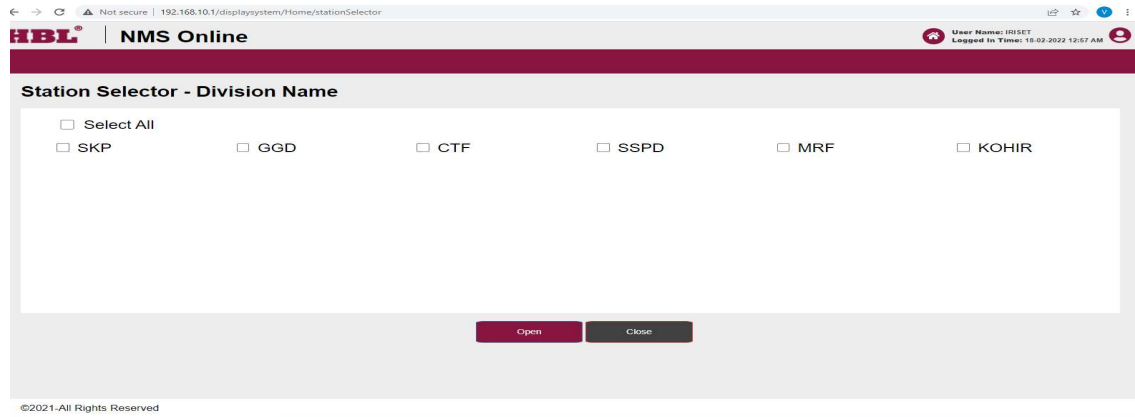 Not secure | 192.168.10.1/displaysystem/Home/stationSelector
V
HBL® NMS Online
User Name: IRISET
Logged In Time: 18-02-2022 12:57 AM
Station Selector - Division Name
Select All
SKP GGD CTF SSPD MRF KOHIR
Open Close
©2021-All Rights Reserved